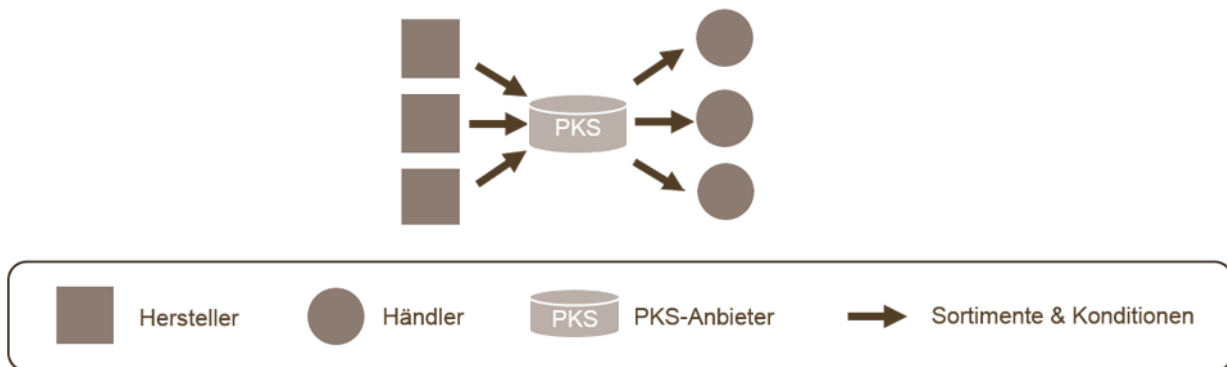 PKS
Hersteller
Händler
PKS
PKS-Anbieter
Sortimente & Konditionen